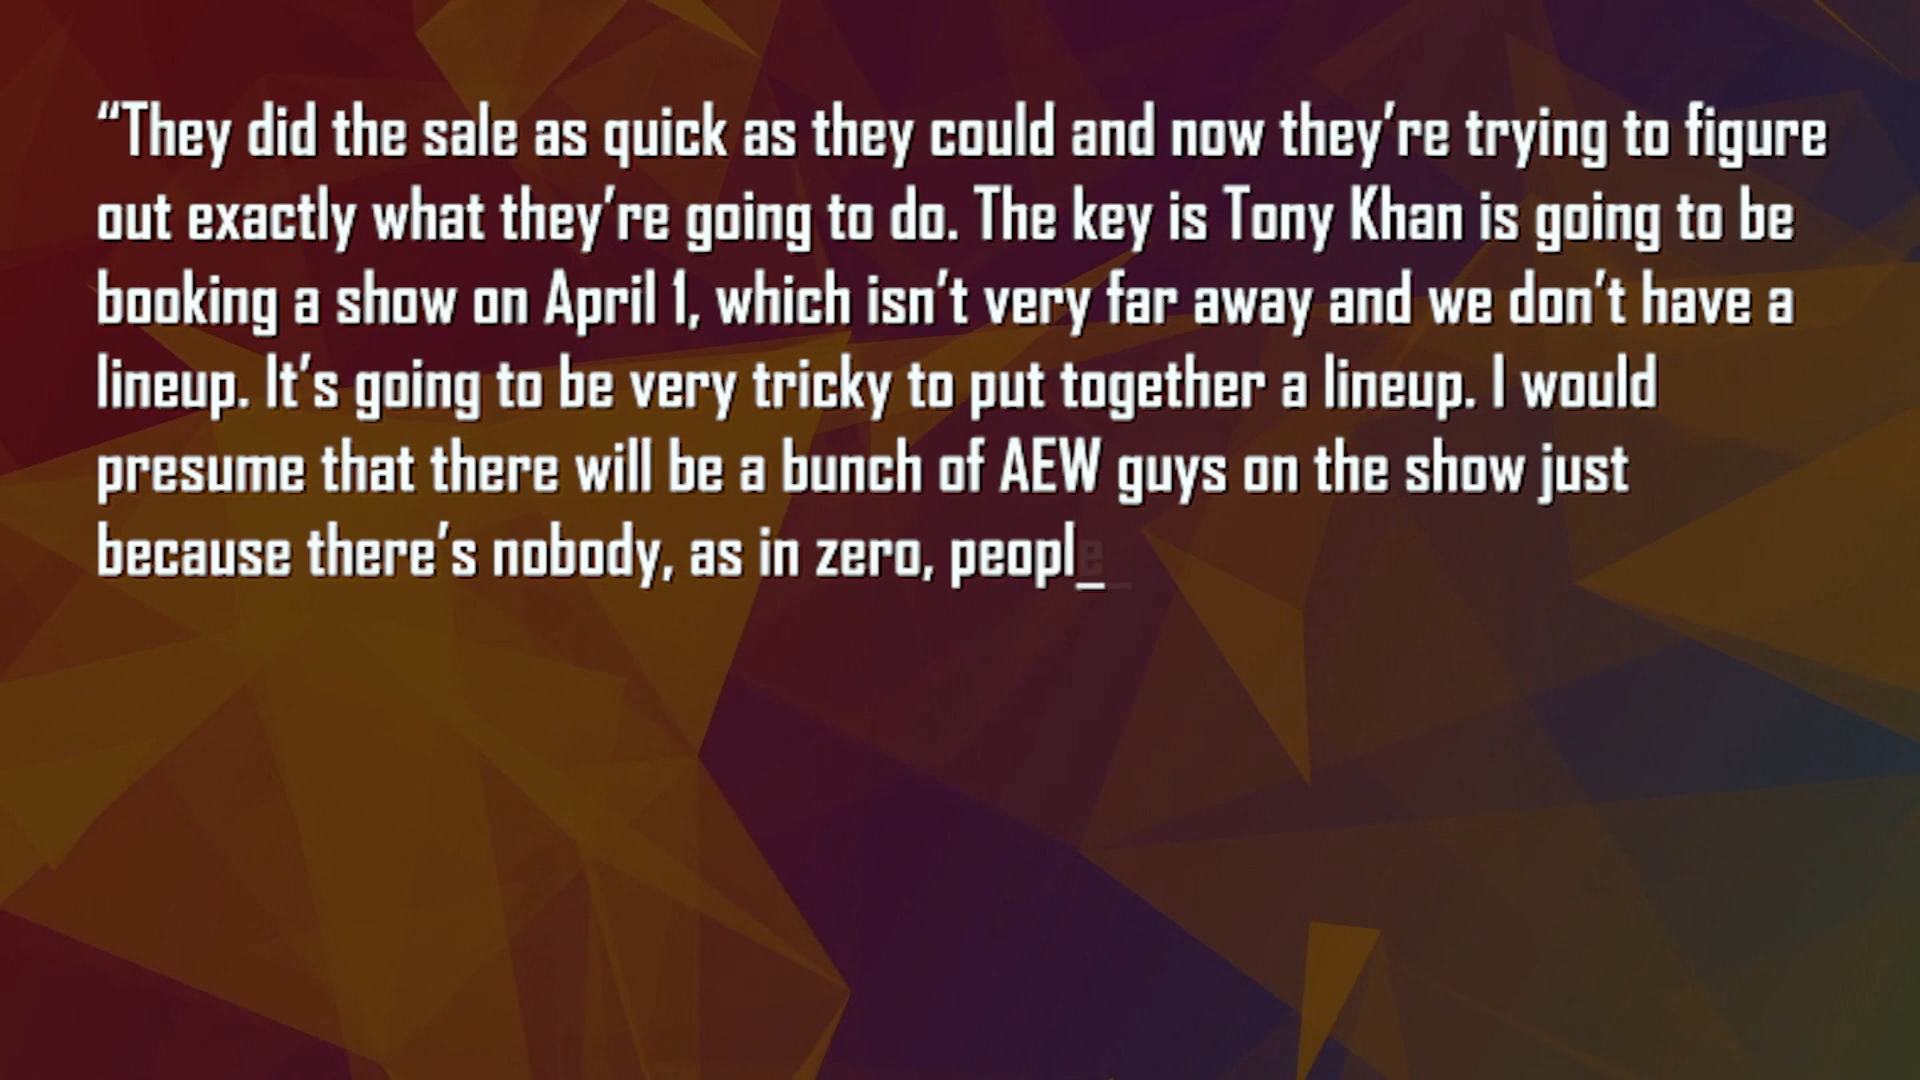 “They did the sale as quick as they could and now they’re trying to figure
out exactly what they’re going to do. The key is Tony Khan is going to be
booking a show on April 1, which isn’t very far away and we don’t have a
lineup. It’s going to be very tricky to put together a lineup. I would
presume that there will be a bunch of AEW guys on the show just
because there’s nobody, as in zero, peopl_